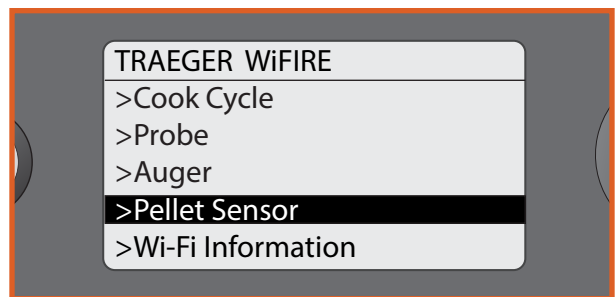 TRAEGER WiFIRE
>Cook Cycle
>Probe
>Auger
>Pellet Sensor
>Wi-Fi Information